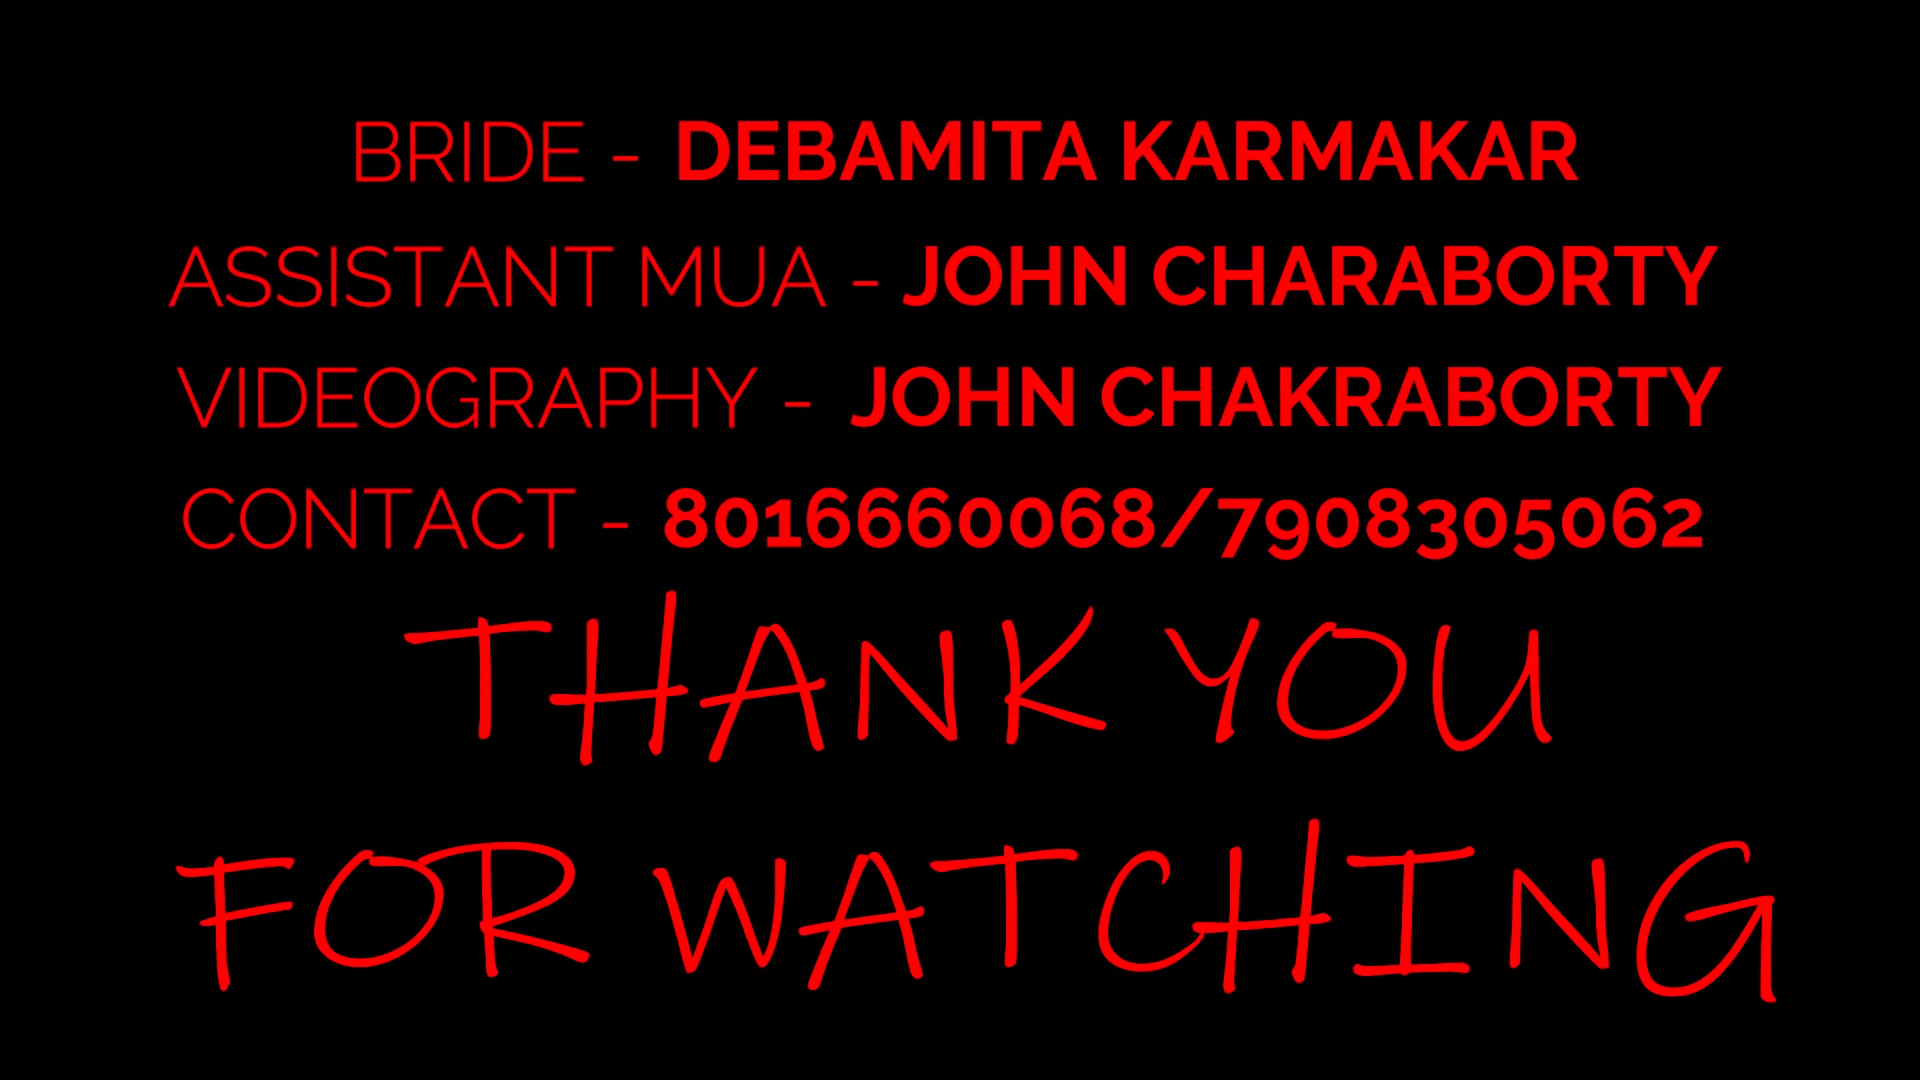 BRIDE - DEBAMITA KARMAKAR
ASSISTANT MUA - JOHN CHARABORTY
VIDEOGRAPHY - JOHN CHAKRABORTY
CONTACT - 8016660068/7908305062
THANK YOU
FOR WATCHING